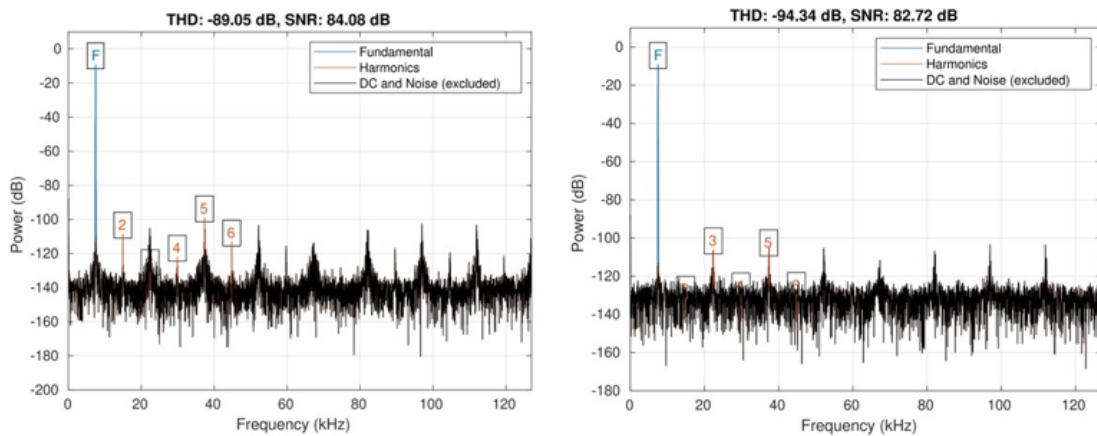 THD: -89.05 dB, SNR: 84.08 dB
F
2
4
5
6
Fundamental
Harmonics
DC and Noise (excluded)
0
-20
-40
-60
-80
-100
-120
-140
-160
-180
-200
Power (dB)
0 20 40 60 80 100 120
Frequency (kHz)
THD: -94.34 dB, SNR: 82.72 dB
F
3
5
Fundamental
Harmonics
DC and Noise (excluded)
0
-20
-40
-60
-80
-100
-120
-140
-160
-180
Power (dB)
0 20 40 60 80 100 120
Frequency (kHz)